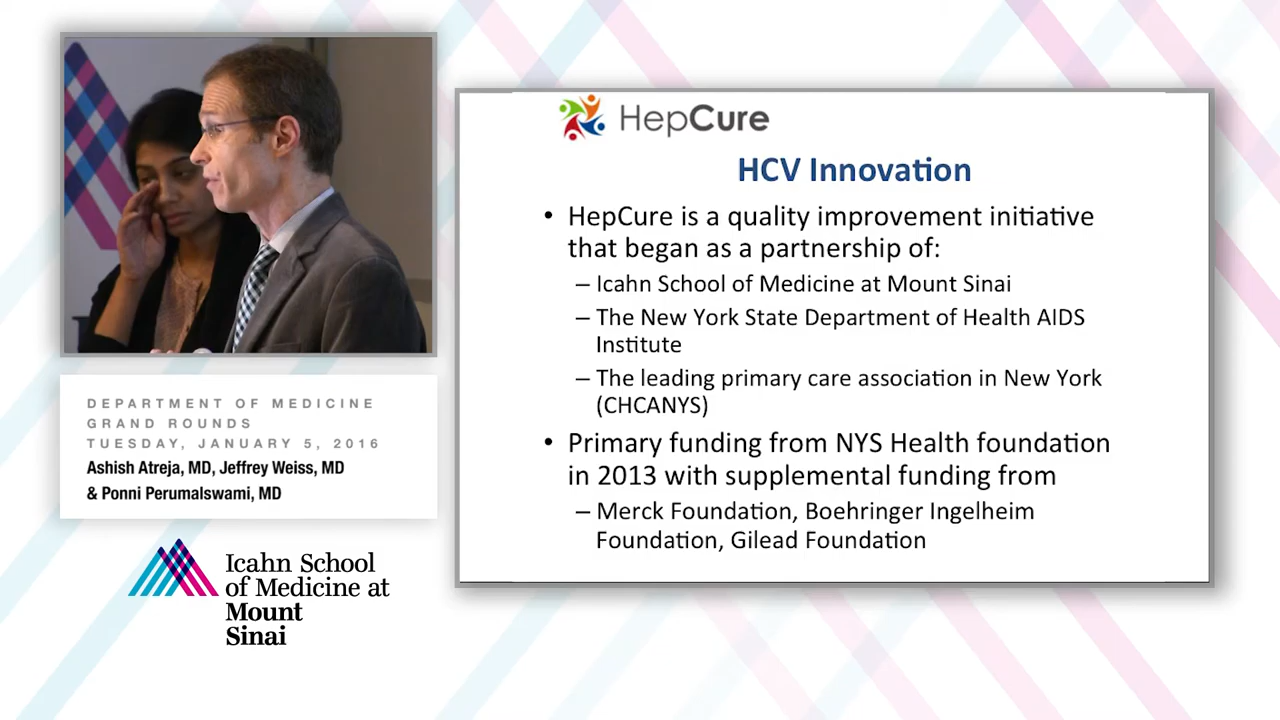 HepCure
HCV Innovation
• HepCure is a quality improvement initiative
that began as a partnership of:
– Icahn School of Medicine at Mount Sinai
– The New York State Department of Health AIDS
Institute
– The leading primary care association in New York
(CHCANYS)
• Primary funding from NYS Health foundation
in 2013 with supplemental funding from
– Merck Foundation, Boehringer Ingelheim
Foundation, Gilead Foundation
DEPARTMENT OF MEDICINE
GRAND ROUNDS
TUESDAY, JANUARY 5, 2016
Ashish Atreja, MD, Jeffrey Weiss, MD
& Ponni Perumalswami, MD
Icahn School
of Medicine at
Mount
Sinai